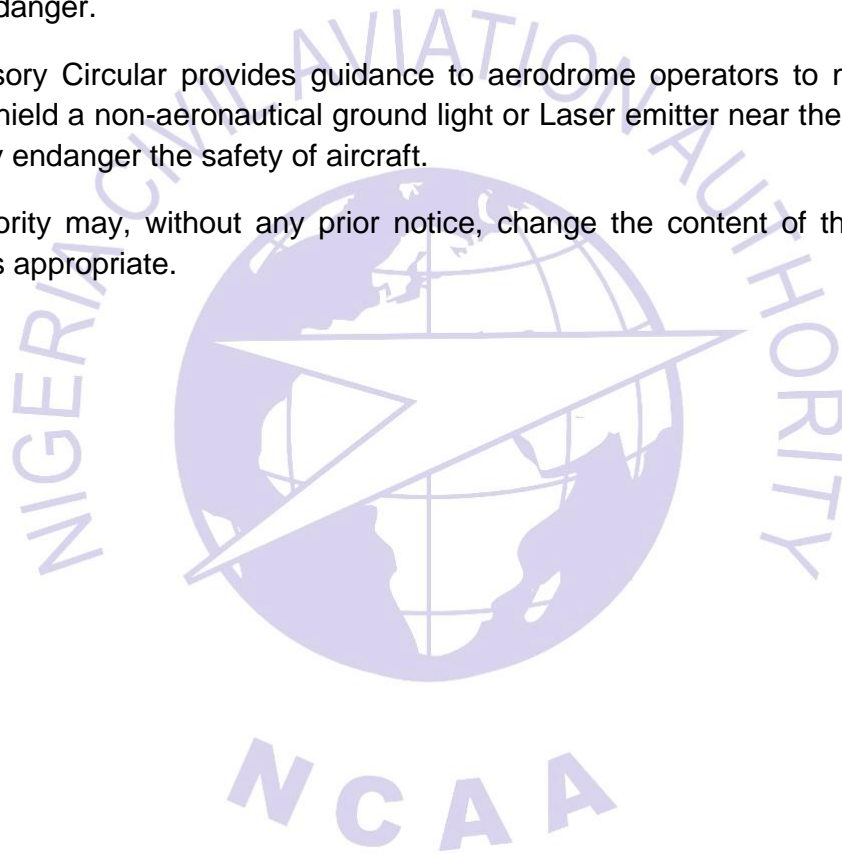 danger.
sory Circular provides guidance to aerodrome operators to
hield a non-aeronautical ground light or Laser emitter near the
endanger the safety of aircraft.
ority may, without any prior notice, change the content of
appropriate.
NIGERIA CIVIL AVIATION AUTHORITY
NCAA